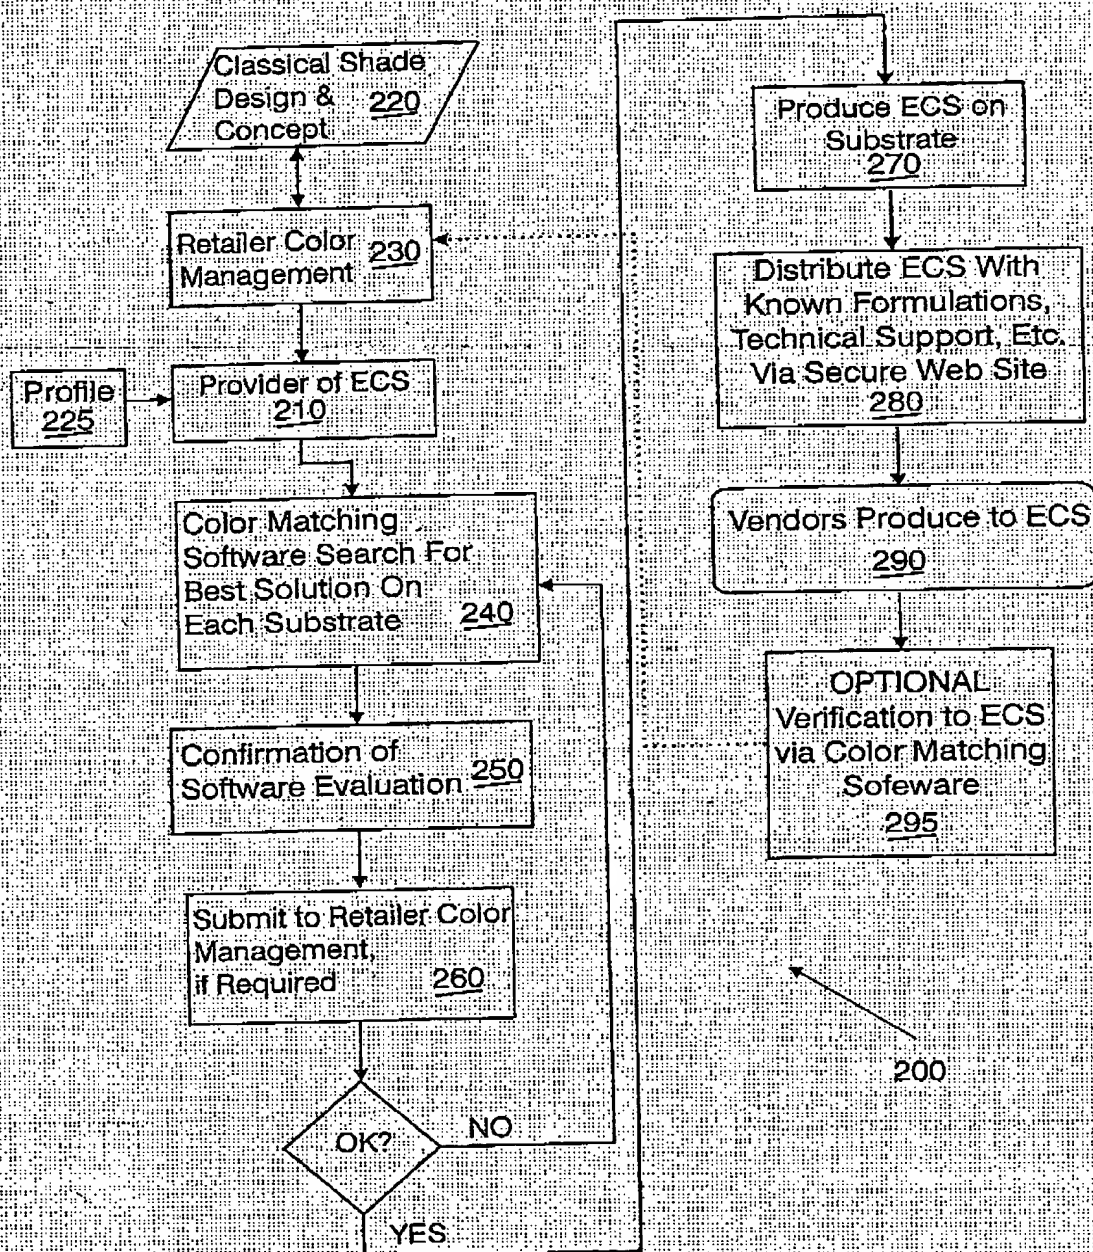 Classical Shade
Design &
Concept
220
Retailer Color
Management
230
Profile
225
Provider of ECS
210
Color Matching
Software Search For
Best Solution On
Each Substrate
240
Confirmation of
Software Evaluation
250
Submit to Retailer Color
Management,
if Required
260
OK?
NO
YES
Produce ECS on
Substrate
270
Distribute ECS With
Known Formulations,
Technical Support, Etc.
Via Secure Web Site
280
Vendors Produce to ECS
290
OPTIONAL
Verification to ECS
via Color Matching
Sofeware
295
200